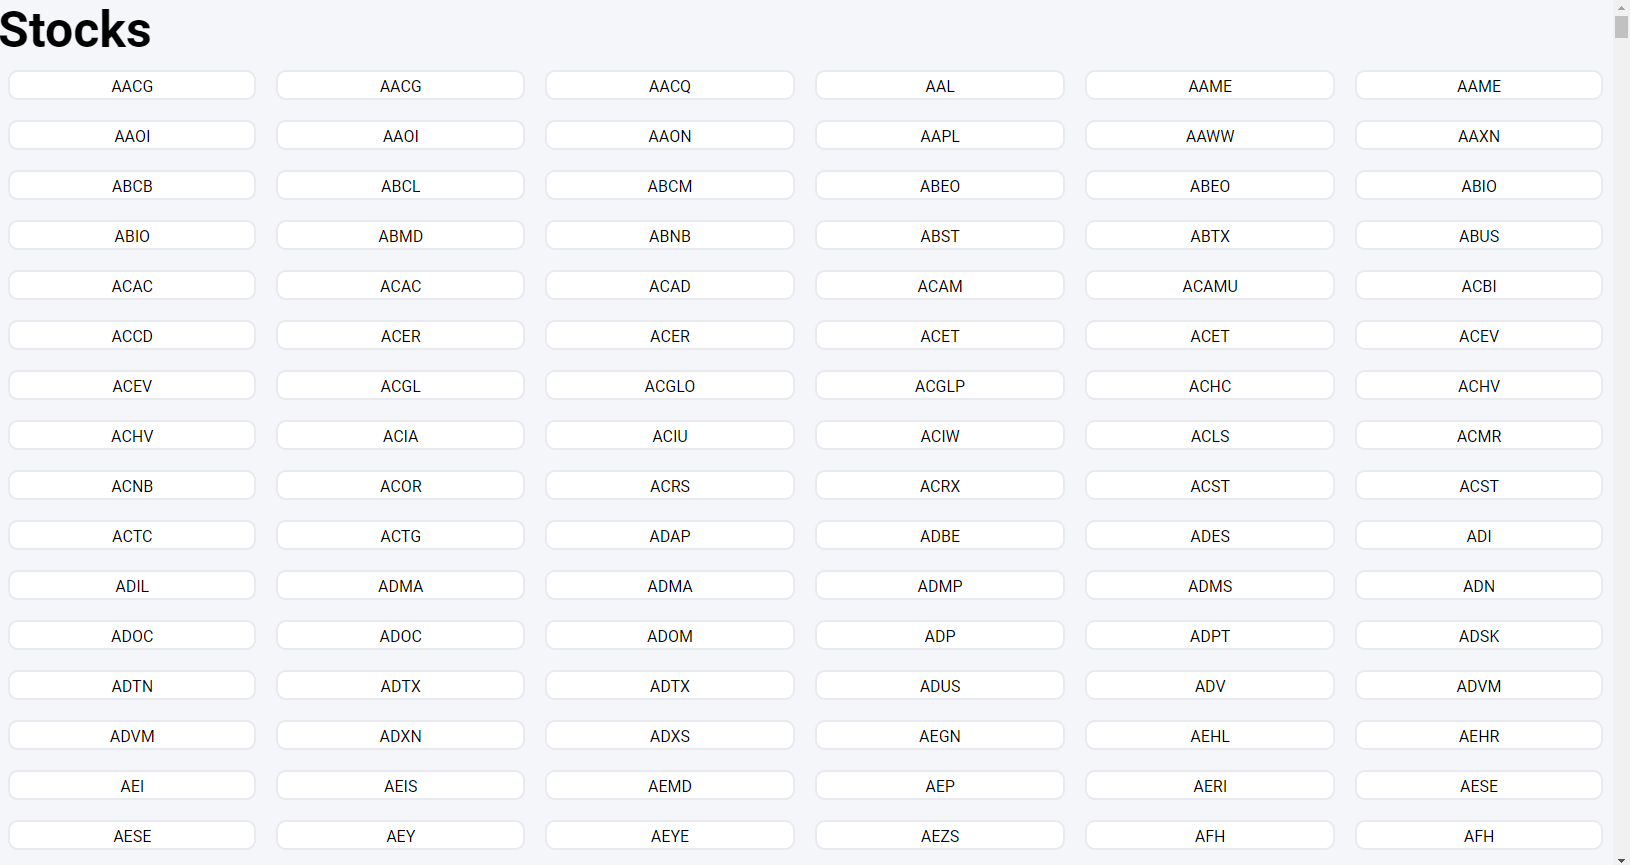 Stocks
AACG AACG AACQ AAL AAME AAME
AAOI AAOI AAON AAPL AAWW AAXN
ABCB ABCL ABCM ABEO ABEO ABIO
ABIO ABMD ABNB ABST ABTX ABUS
ACAC ACAC ACAD ACAM ACAMU ACBI
ACCD ACER ACER ACET ACET ACEV
ACEV ACGL ACGLO ACGLP ACHC ACHV
ACHV ACIA ACIU ACIW ACLS ACMR
ACNB ACOR ACRS ACRX ACST ACST
ACTC ACTG ADAP ADBE ADES ADI
ADIL ADMA ADMA ADMP ADMS ADN
ADOC ADOC ADOM ADP ADPT ADSK
ADTN ADTX ADTX ADUS ADV ADVM
ADVM ADXN ADXS AEGN AEHL AEHR
AEI AEIS AEMD AEP AERI AESE
AESE AEY AEYE AEZS AFH AFH